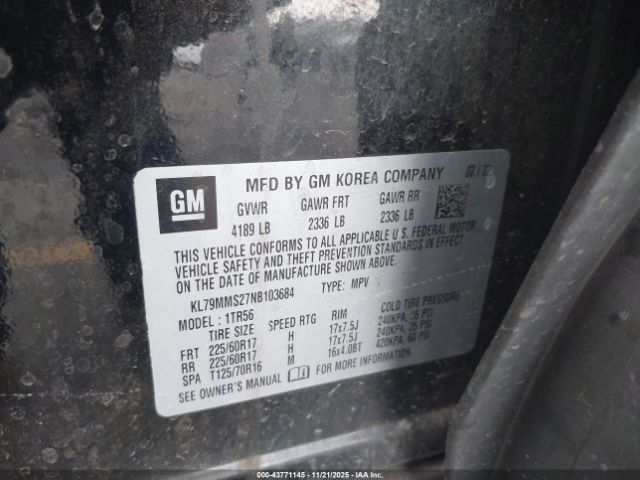 GM
MFD BY GM KOREA COMPANY 02 / 22
GVWR GAWR FRT GAWR RR
4189 LB 2336 LB 2336 LB
THIS VEHICLE CONFORMS TO ALL APPLICABLE U.S. FEDERAL MOTOR
VEHICLE SAFETY AND THEFT PREVENTION STANDARDS IN EFFECT
ON THE DATE OF MANUFACTURE SHOWN ABOVE.
KL79MMS27NB103684 TYPE: MPV
MODEL: 1TR56
TIRE SIZE SPEED RTG RIM COLD TIRE PRESSURE
FRT 225/60R17 H 17x7.5J 240KPA, 35 PSI
RR 225/60R17 H 17x7.5J 240KPA, 35 PSI
SPA T125/70R16 M 16x4.0BT 420KPA, 60 PSI
SEE OWNER'S MANUAL FOR MORE INFORMATION.
000-43771145 - 11/21/2025 - IAA Inc.